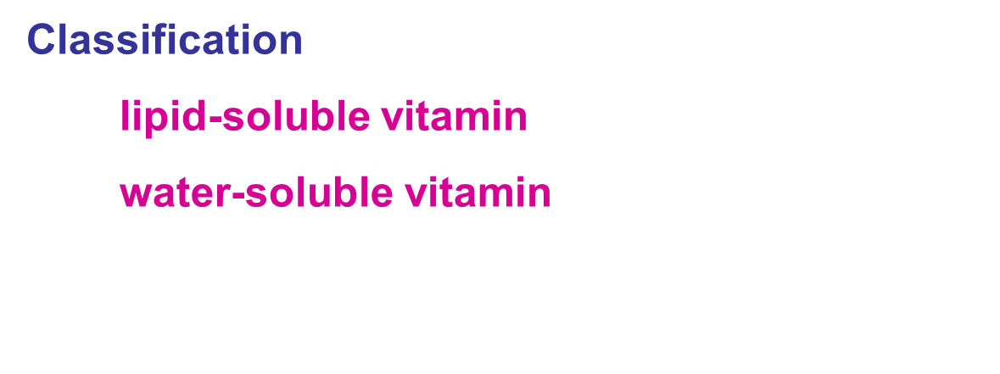 Classification
lipid-soluble vitamin
water-soluble vitamin